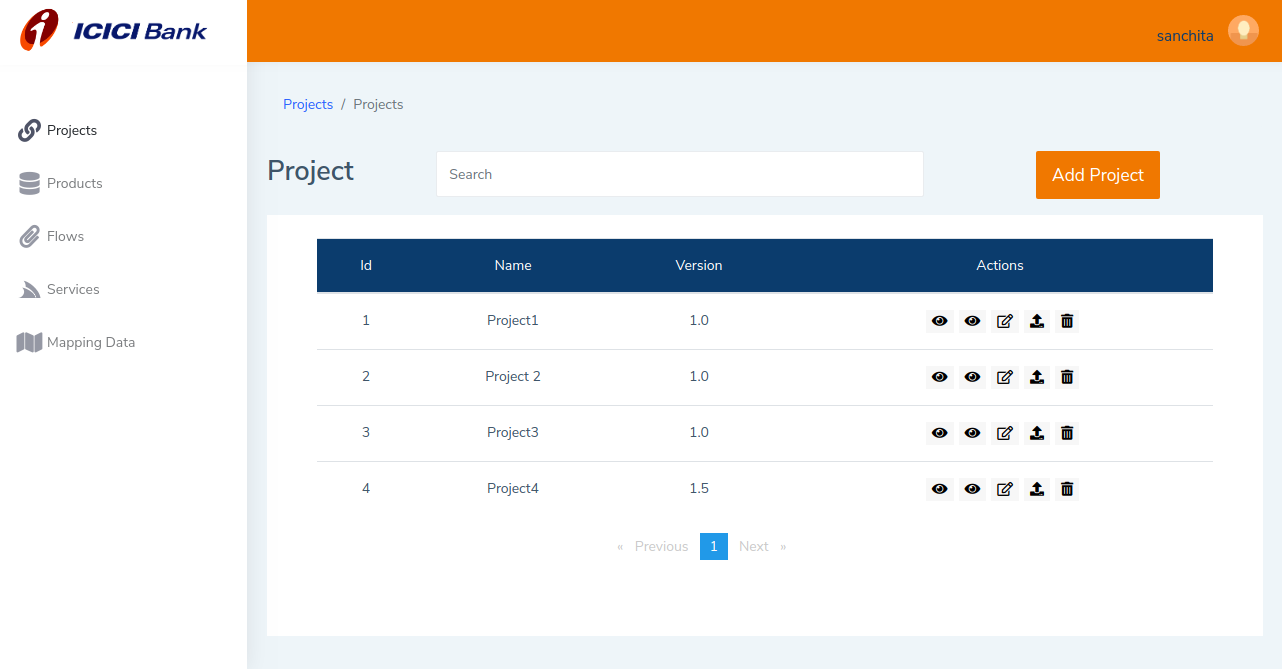 ICICI Bank
sanchita
Projects
Products
Flows
Services
Mapping Data
Projects / Projects
Project
Search
Add Project
Id Name Version Actions
1 Project1 1.0
2 Project 2 1.0
3 Project3 1.0
4 Project4 1.5
« Previous 1 Next »